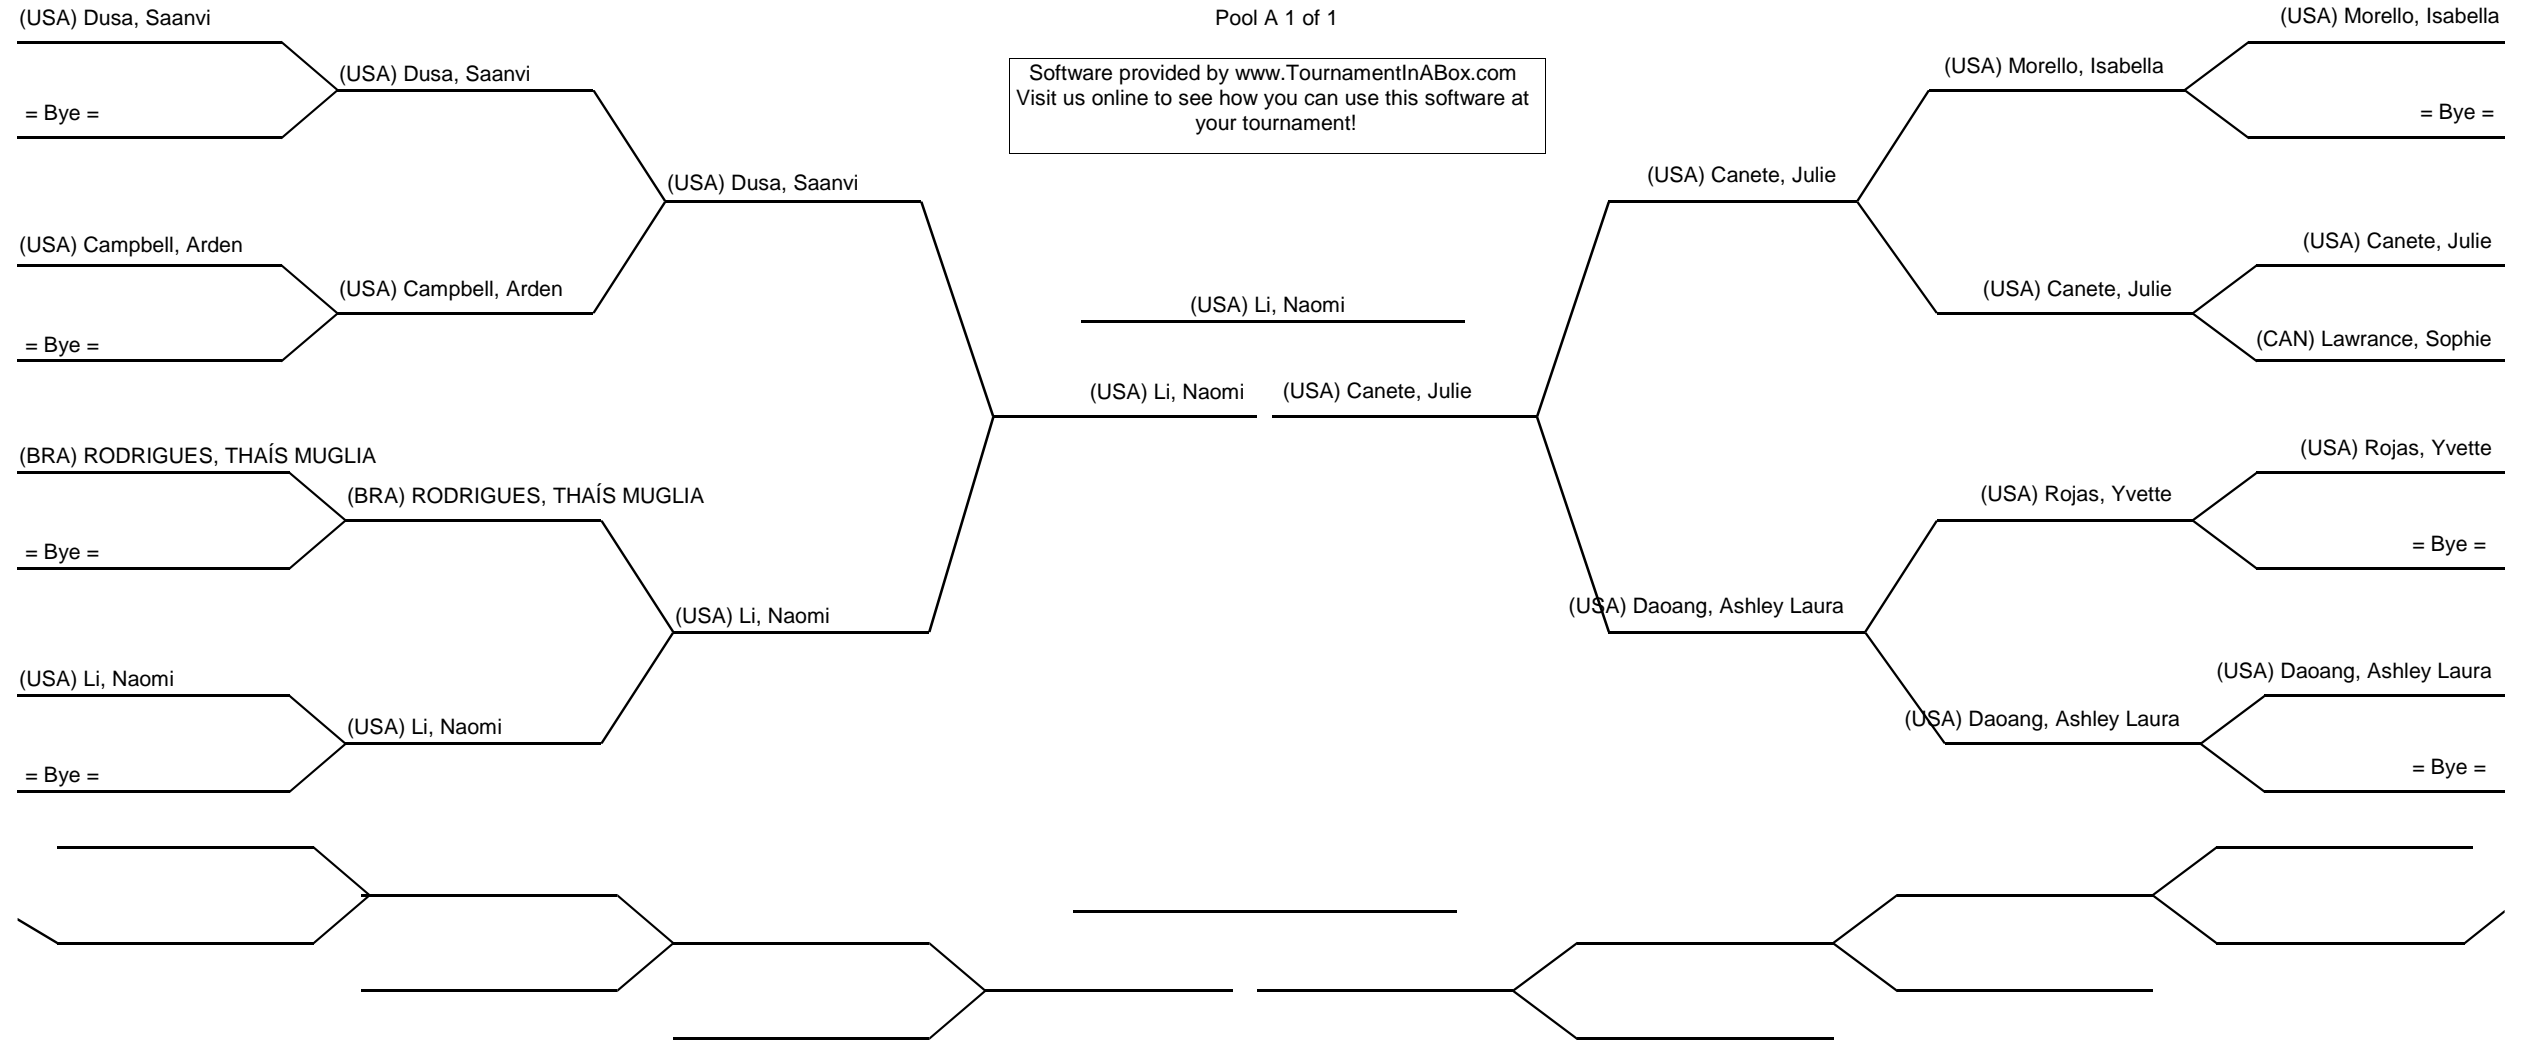 (USA) Dusa, Saanvi
Pool A 1 of 1
(USA) Morello, Isabella
(USA) Dusa, Saanvi
Software provided by www.TournamentInABox.com
Visit us online to see how you can use this software at
your tournament!
(USA) Morello, Isabella
= Bye =
= Bye =
(USA) Dusa, Saanvi
(USA) Canete, Julie
(USA) Campbell, Arden
(USA) Canete, Julie
(USA) Campbell, Arden
(USA) Li, Naomi
(USA) Canete, Julie
= Bye =
(CAN) Lawrance, Sophie
(USA) Li, Naomi
(USA) Canete, Julie
(BRA) RODRIGUES, THAÍS MUGLIA
(USA) Rojas, Yvette
(BRA) RODRIGUES, THAÍS MUGLIA
(USA) Rojas, Yvette
= Bye =
= Bye =
(USA) Li, Naomi
(USA) Daoang, Ashley Laura
(USA) Li, Naomi
(USA) Daoang, Ashley Laura
(USA) Li, Naomi
(USA) Daoang, Ashley Laura
= Bye =
= Bye =